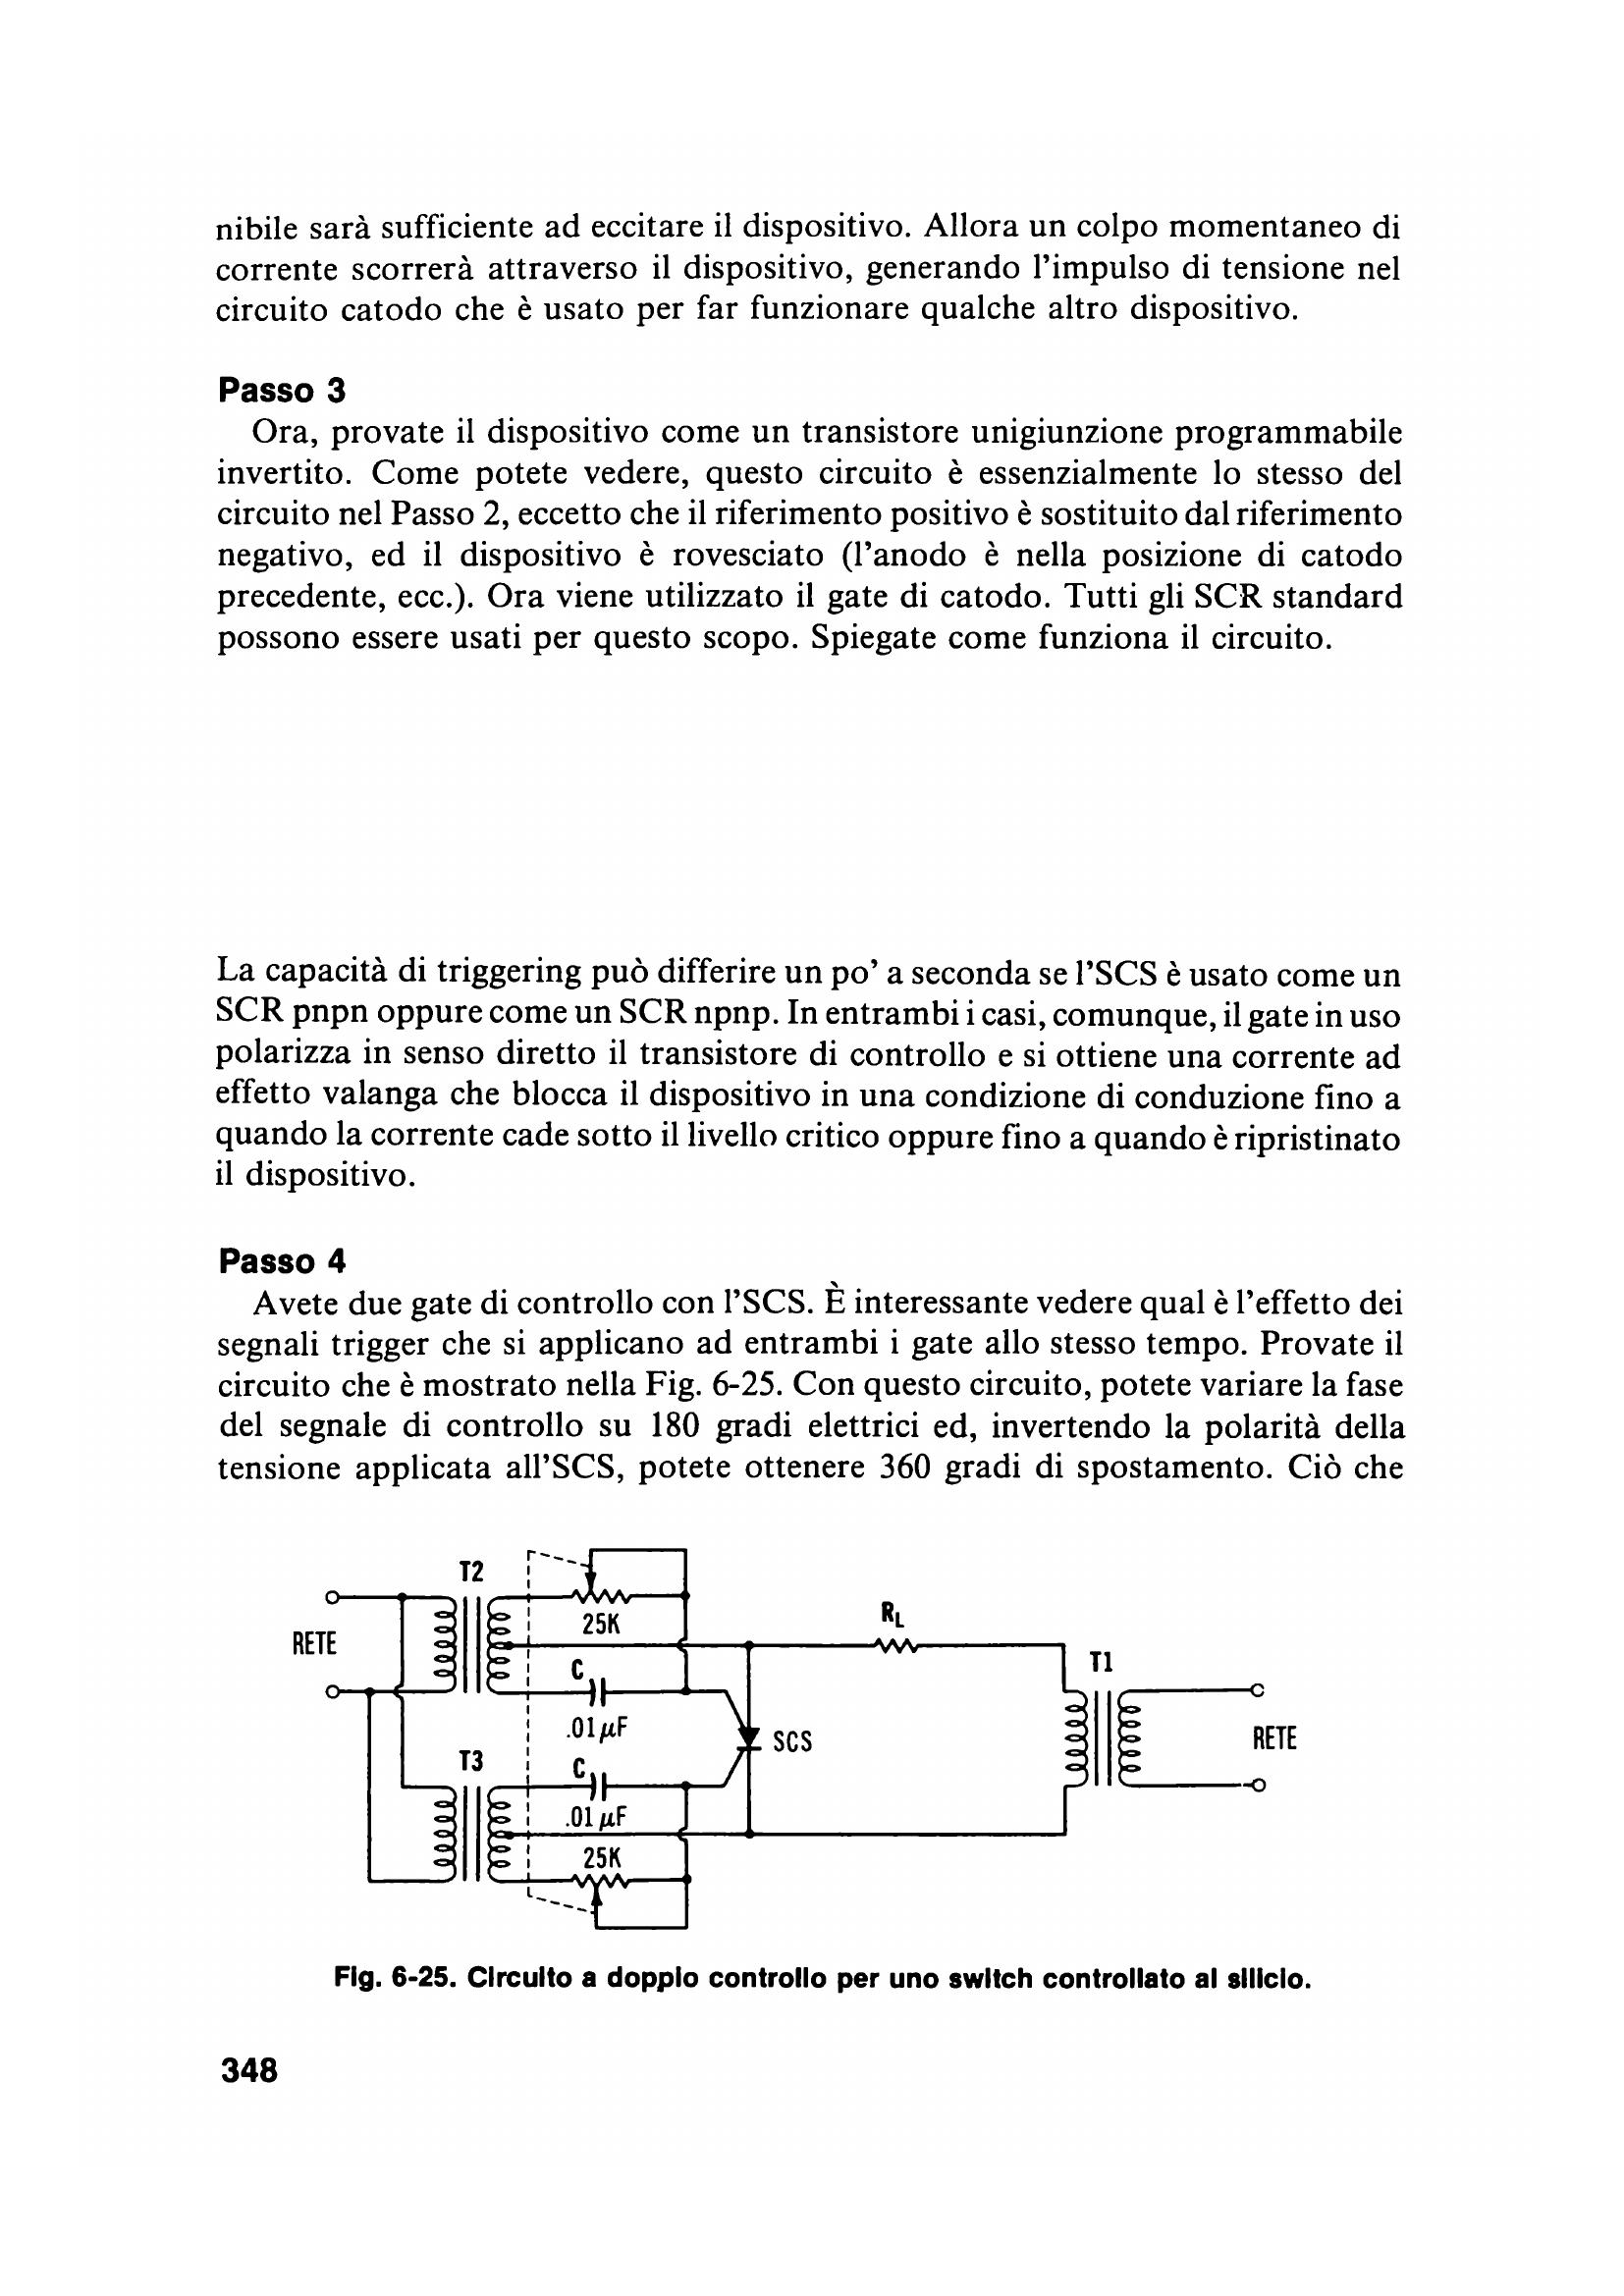 nibile sarà sufficiente ad eccitare il dispositivo. Allora un colpo momentaneo di
corrente scorrerà attraverso il dispositivo, generando l'impulso di tensione nel
circuito catodo che è usato per far funzionare qualche altro dispositivo.
Passo 3
Ora, provate il dispositivo come un transistore unigiunzione programmabile
invertito. Come potete vedere, questo circuito è essenzialmente lo stesso del
circuito nel Passo 2, eccetto che il riferimento positivo è sostituito dal riferimento
negativo, ed il dispositivo è rovesciato (l'anodo è nella posizione di catodo
precedente, ecc.). Ora viene utilizzato il gate di catodo. Tutti gli SCR standard
possono essere usati per questo scopo. Spiegate come funziona il circuito.
La capacità di triggering può differire un po' a seconda se l'SCS è usato come un
SCR pnpn oppure come un SCR npnp. In entrambi i casi, comunque, il gate in uso
polarizza in senso diretto il transistore di controllo e si ottiene una corrente ad
effetto valanga che blocca il dispositivo in una condizione di conduzione fino a
quando la corrente cade sotto il livello critico oppure fino a quando è ripristinato
il dispositivo.
Passo 4
Avete due gate di controllo con l'SCS. È interessante vedere qual è l'effetto dei
segnali trigger che si applicano ad entrambi i gate allo stesso tempo. Provate il
circuito che è mostrato nella Fig. 6-25. Con questo circuito, potete variare la fase
del segnale di controllo su 180 gradi elettrici ed, invertendo la polarità della
tensione applicata all'SCS, potete ottenere 360 gradi di spostamento. Ciò che
T2
25K
RL
RETE
C
T1
.01 µF
SCS
RETE
T3
C
.01 µF
25K
Fig. 6-25. Circuito a doppio controllo per uno switch controllato al silicio.
348